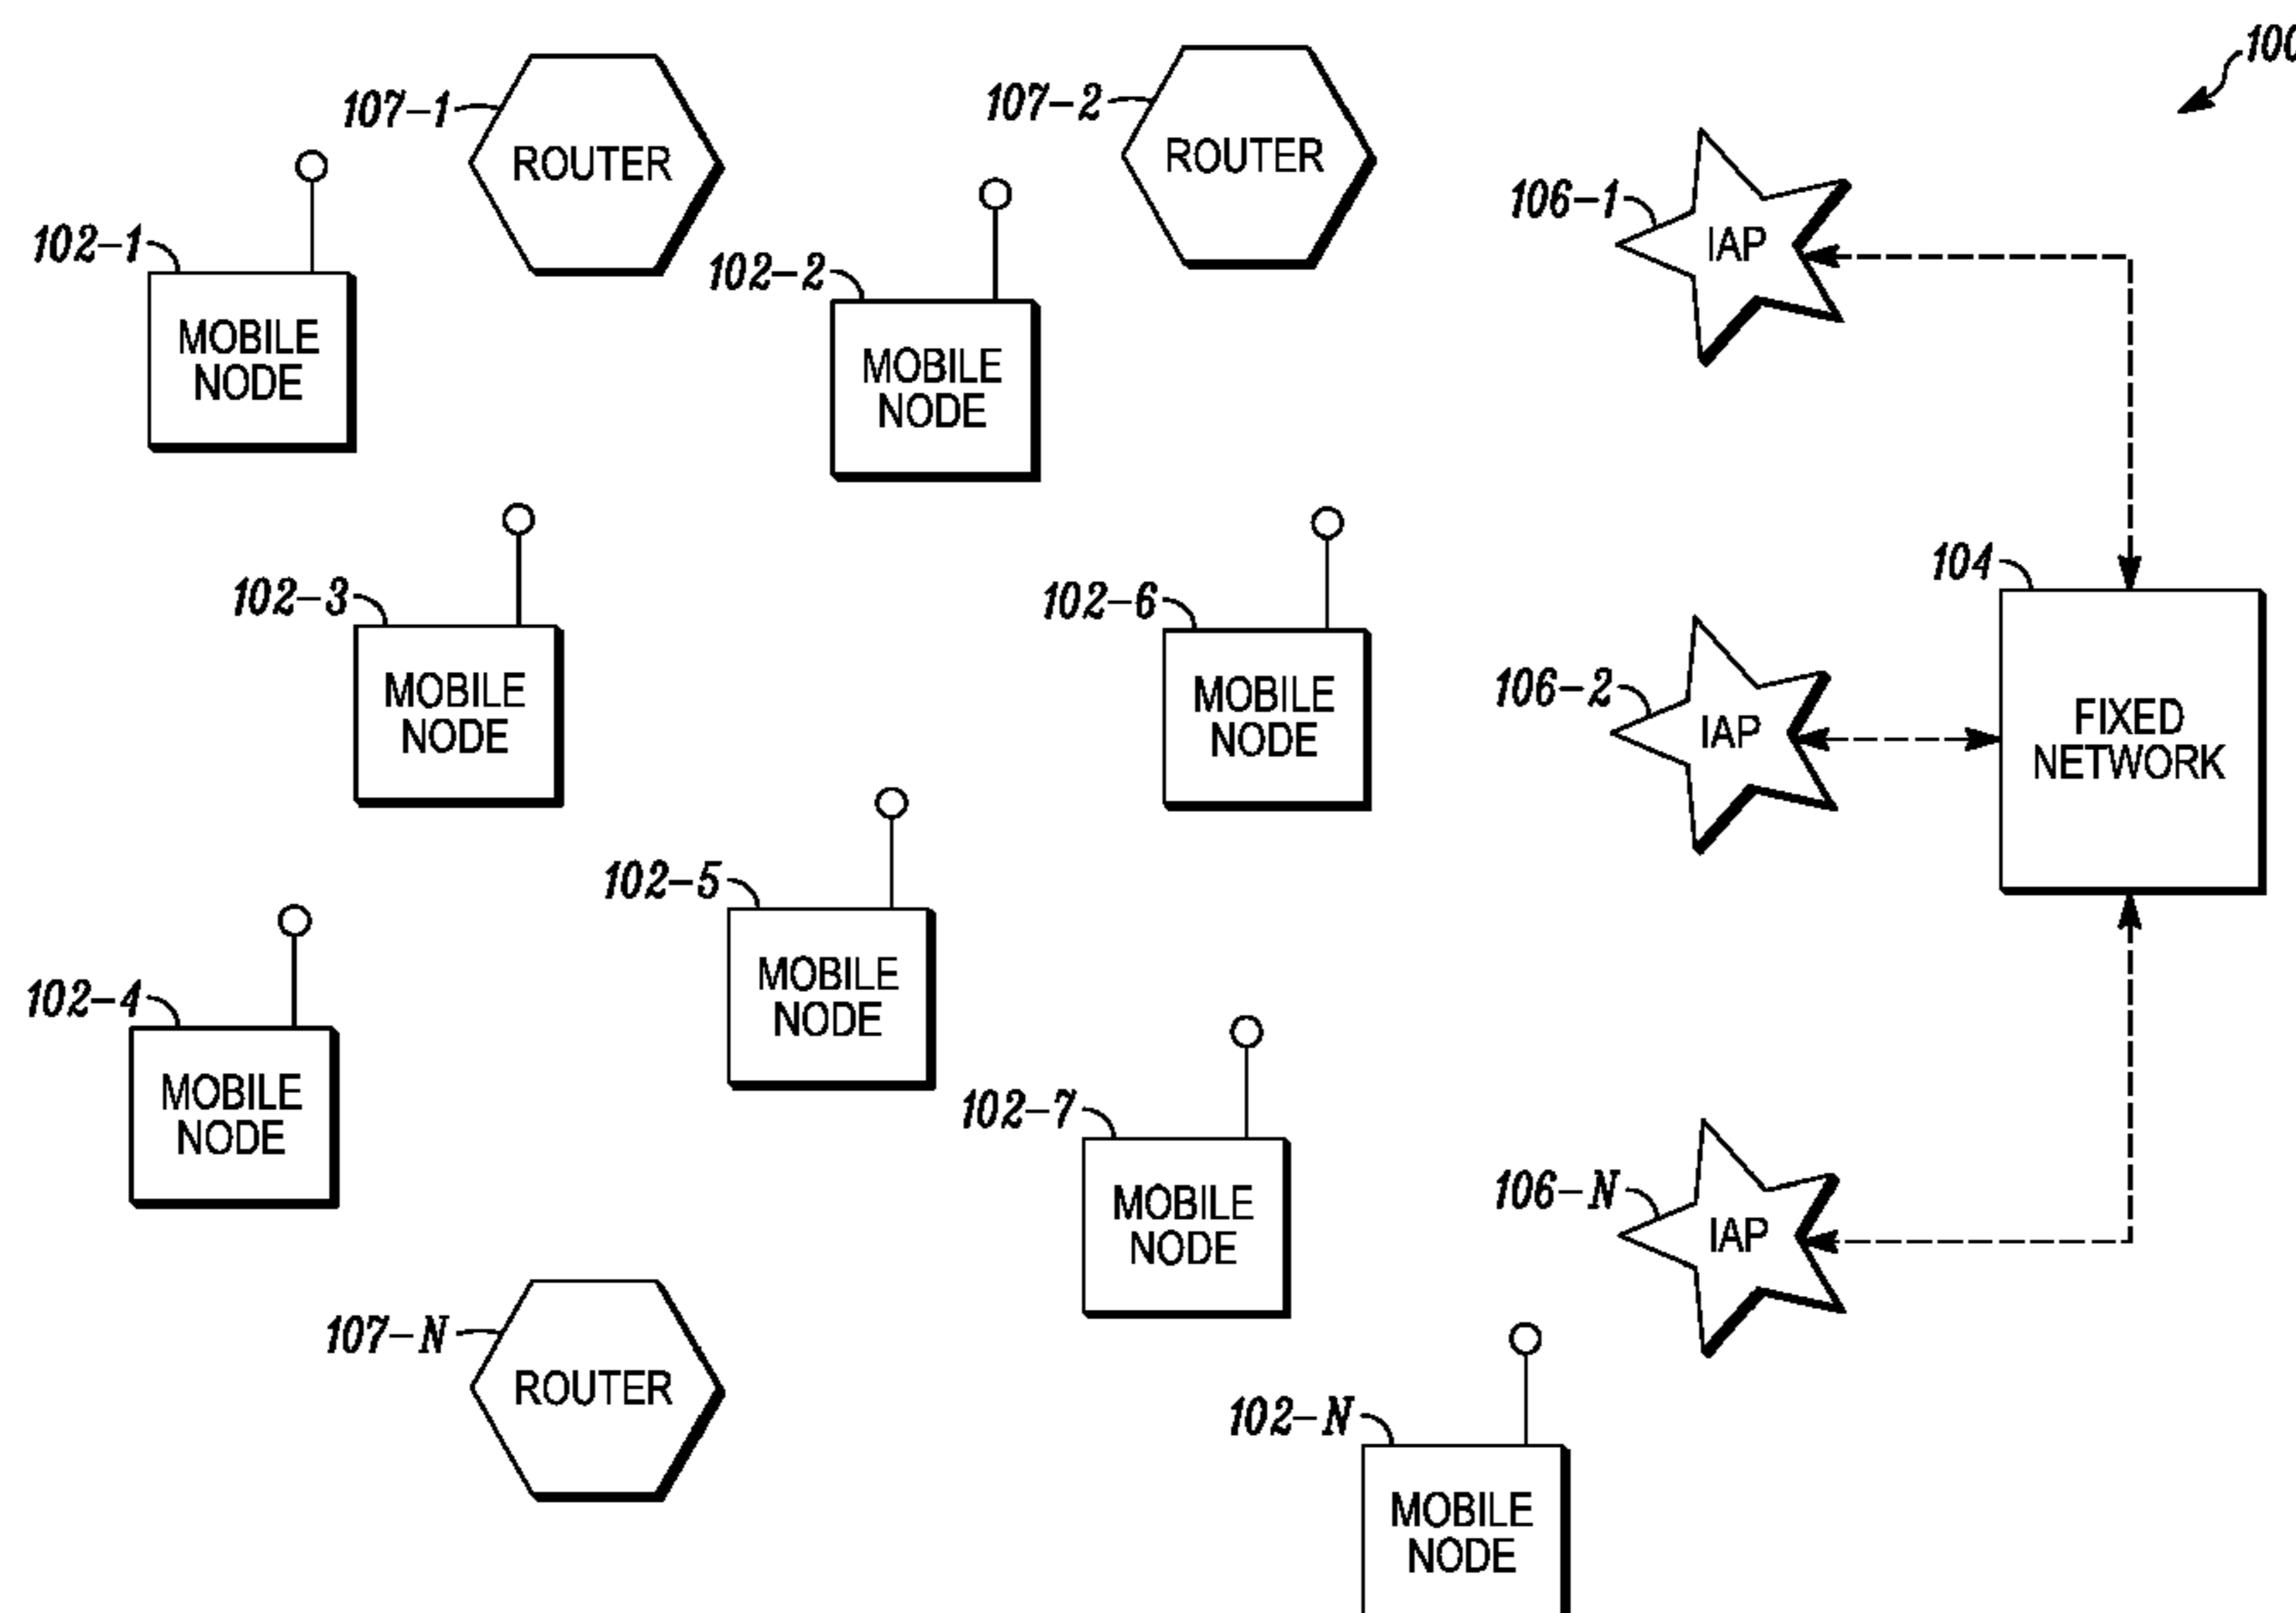 100
107-1
ROUTER
107-2
ROUTER
106-1
IAP
102-1
MOBILE
NODE
102-2
MOBILE
NODE
102-3
MOBILE
NODE
102-6
MOBILE
NODE
106-2
IAP
104
FIXED
NETWORK
102-5
MOBILE
NODE
102-4
MOBILE
NODE
102-7
MOBILE
NODE
106-N
IAP
107-N
ROUTER
102-N
MOBILE
NODE